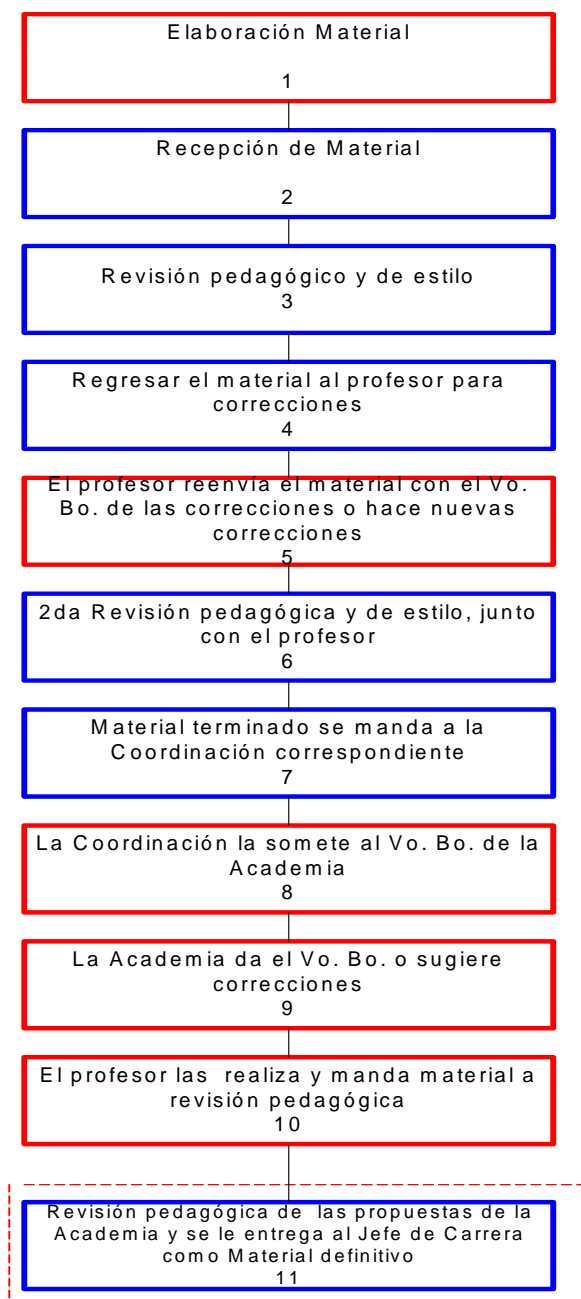 Elaboración Material
1
Recepción de Material
2
Revisión pedagógico y de estilo
3
Regresar el material al profesor para
correcciones
4
El profesor reenvía el material con el Vo.
Bo. de las correcciones o hace nuevas
correcciones
5
2da Revisión pedagógica y de estilo, junto
con el profesor
6
Material terminado se manda a la
Coordinación correspondiente
7
La Coordinación la somete al Vo. Bo. de la
Academia
8
La Academia da el Vo. Bo. o sugiere
correcciones
9
El profesor las realiza y manda material a
revisión pedagógica
10
Revisión pedagógica de las propuestas de la
Academia y se le entrega al Jefe de Carrera
como Material definitivo
11